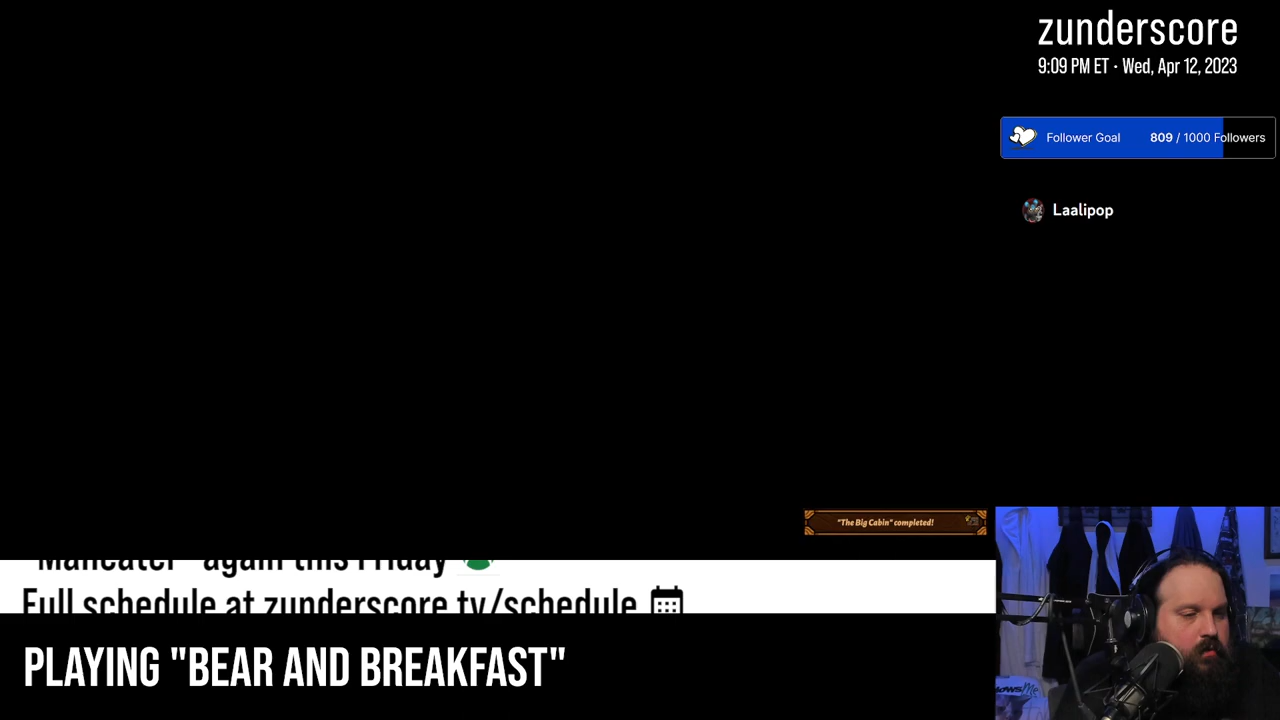 zunderscore
9:09 PM ET · Wed, Apr 12, 2023
Follower Goal 809 / 1000 Followers
Laalipop
"The Big Cabin" completed!
"Maneater" again this Friday
Full schedule at zunderscore.tv/schedule
PLAYING "BEAR AND BREAKFAST"